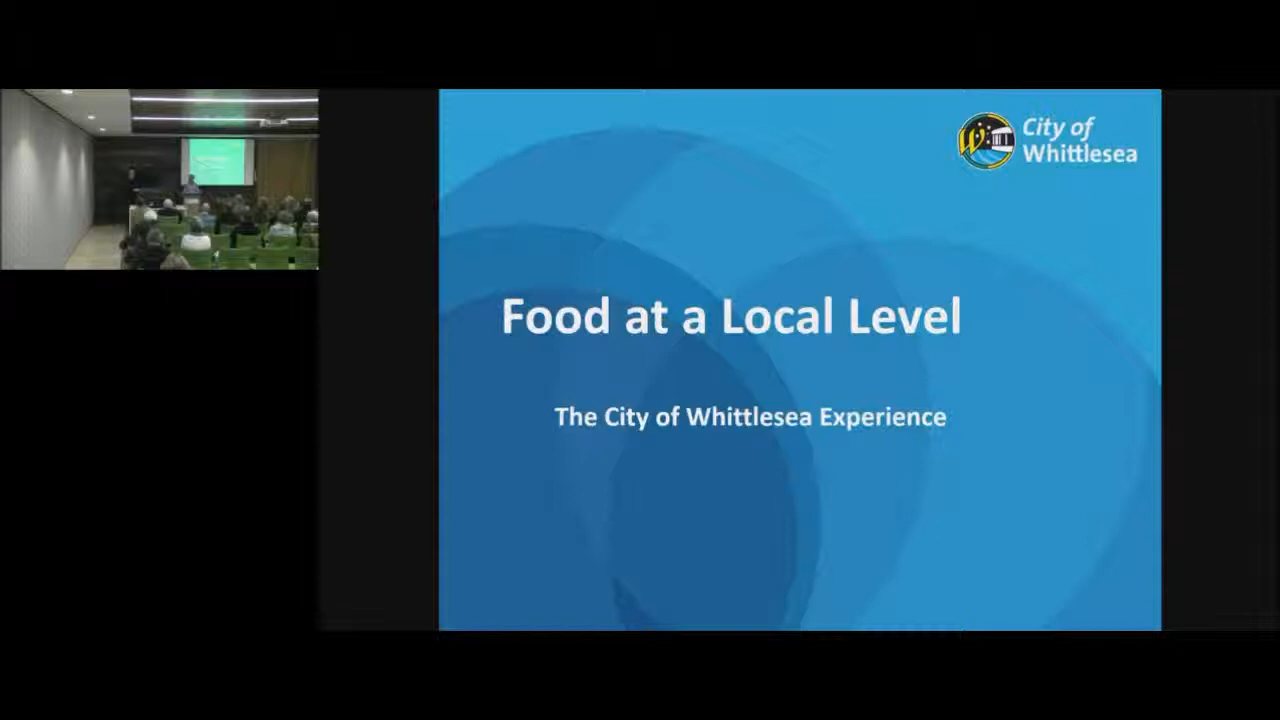 City of
Whittlesea
Food at a Local Level
The City of Whittlesea Experience